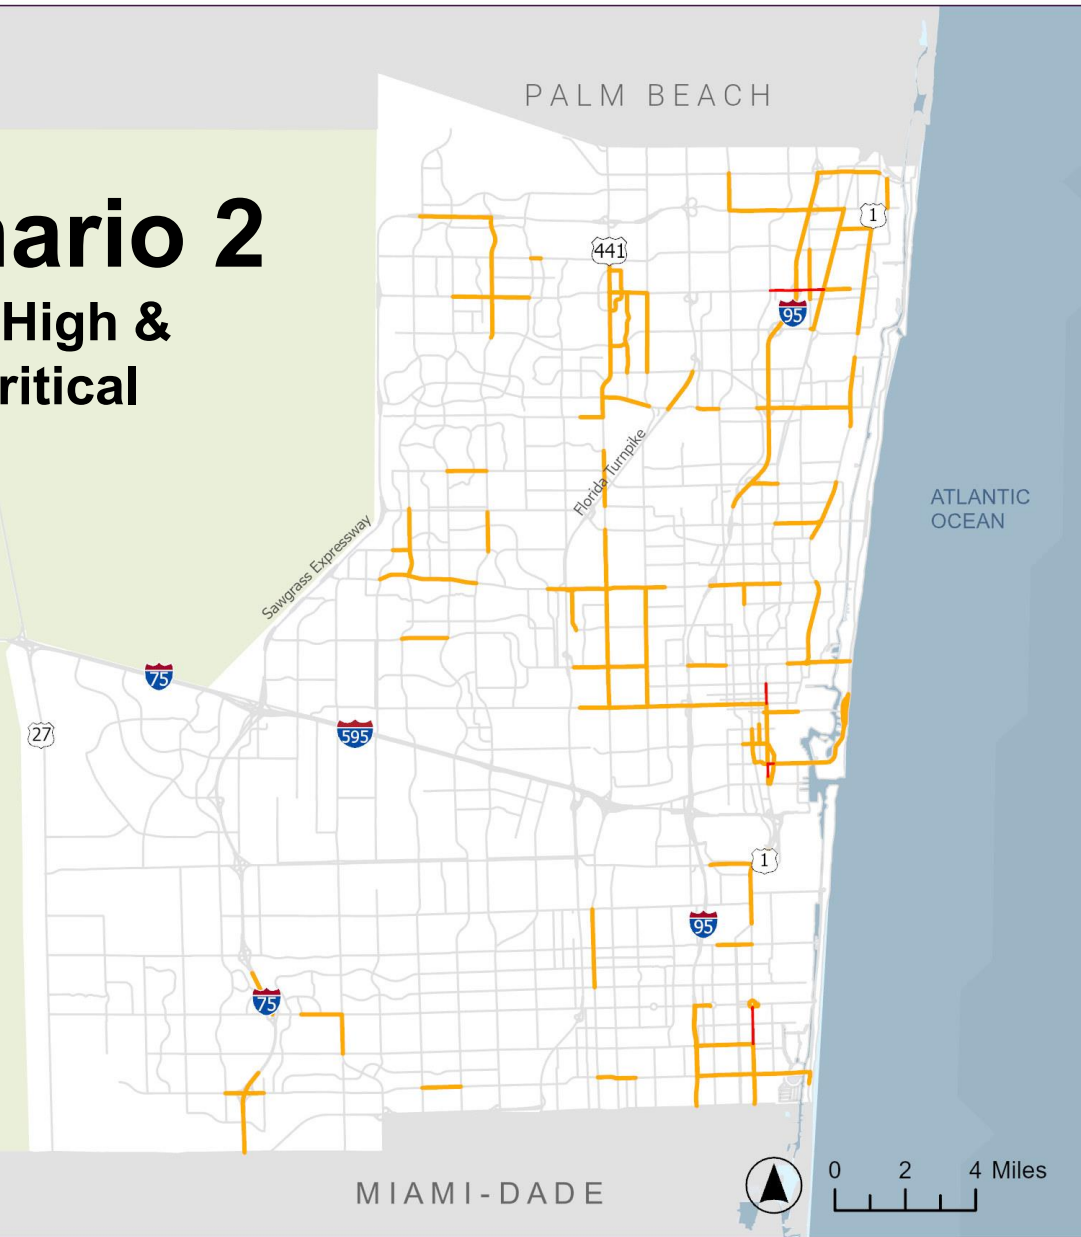 PALM BEACH
nario 2
High &
ritical
1
441
95
Florida Turnpike
ATLANTIC
OCEAN
Sawgrass Expressway
75
27
595
1
95
75
MIAMI-DADE
0 2 4 Miles